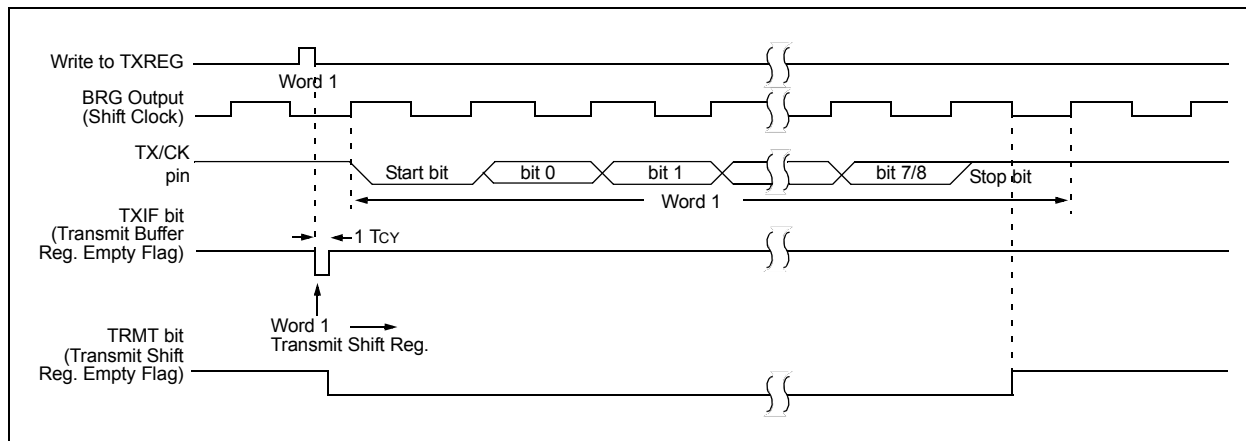 Write to TXREG
Word 1
BRG Output
(Shift Clock)
TX/CK
pin
Start bit
bit 0
bit 1
bit 7/8
Stop bit
Word 1
TXIF bit
(Transmit Buffer
Reg. Empty Flag)
1 TCY
Word 1
Transmit Shift Reg.
TRMT bit
(Transmit Shift
Reg. Empty Flag)